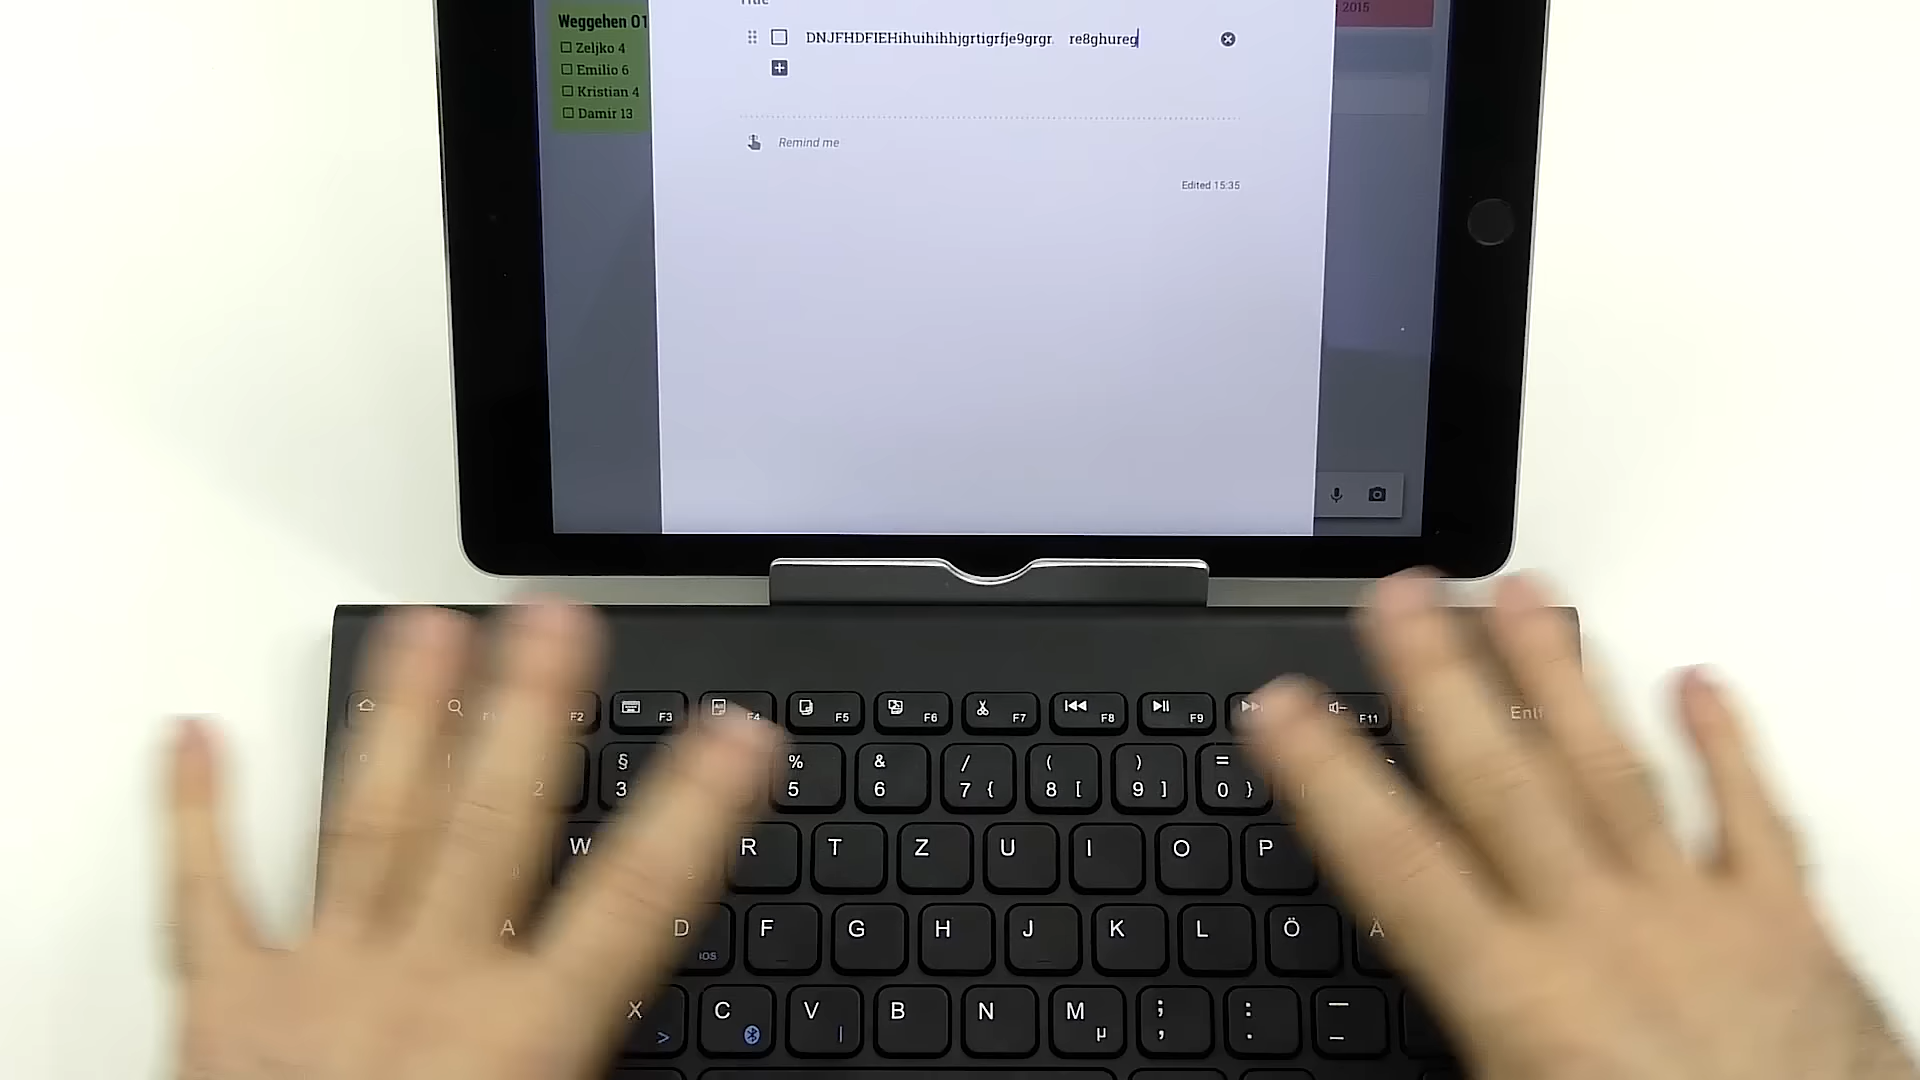 Weggehen 01
Zeljko 4
Emilio 6
Kristian 4
Damir 13
2015
DNJFHDFIEHihuihihhjgrtigrfje9grgr. re8ghureg
Remind me
Edited 15:35
F2 F3 F4 F5 F6 F7 F8 F9 F11
§ % & / ( ) =
2 3 5 6 7 { 8 [ 9 ] 0 }
W R T Z U I O P
A D F G H J K L Ö Ä
iOS
X C V B N M ; : _
> | µ , . –